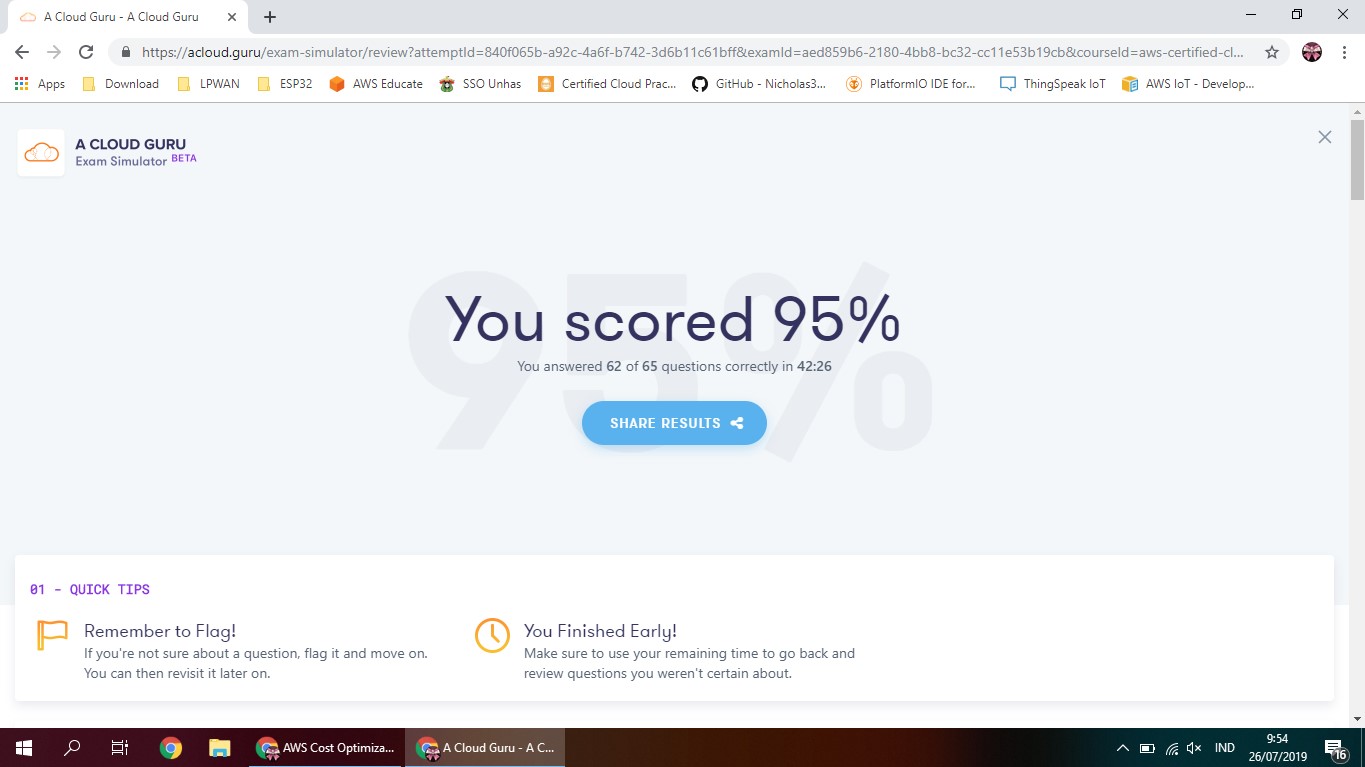 A Cloud Guru - A Cloud Guru
https://acloud.guru/exam-simulator/review?attemptId=840f065b-a92c-4a6f-b742-3d6b11c61bff&examId=aed859b6-2180-4bb8-bc32-cc11e53b19cb&courseId=aws-certified-cl...
Apps Download LPWAN ESP32 AWS Educate SSO Unhas Certified Cloud Prac... GitHub - Nicholas3... PlatformIO IDE for... ThingSpeak IoT AWS IoT - Develop...
A CLOUD GURU
Exam Simulator BETA
95%
You scored 95%
You answered 62 of 65 questions correctly in 42:26
SHARE RESULTS
01 - QUICK TIPS
Remember to Flag!
If you're not sure about a question, flag it and move on.
You can then revisit it later on.
You Finished Early!
Make sure to use your remaining time to go back and
review questions you weren't certain about.
AWS Cost Optimiza... A Cloud Guru - A C... IND
9:54
26/07/2019
16